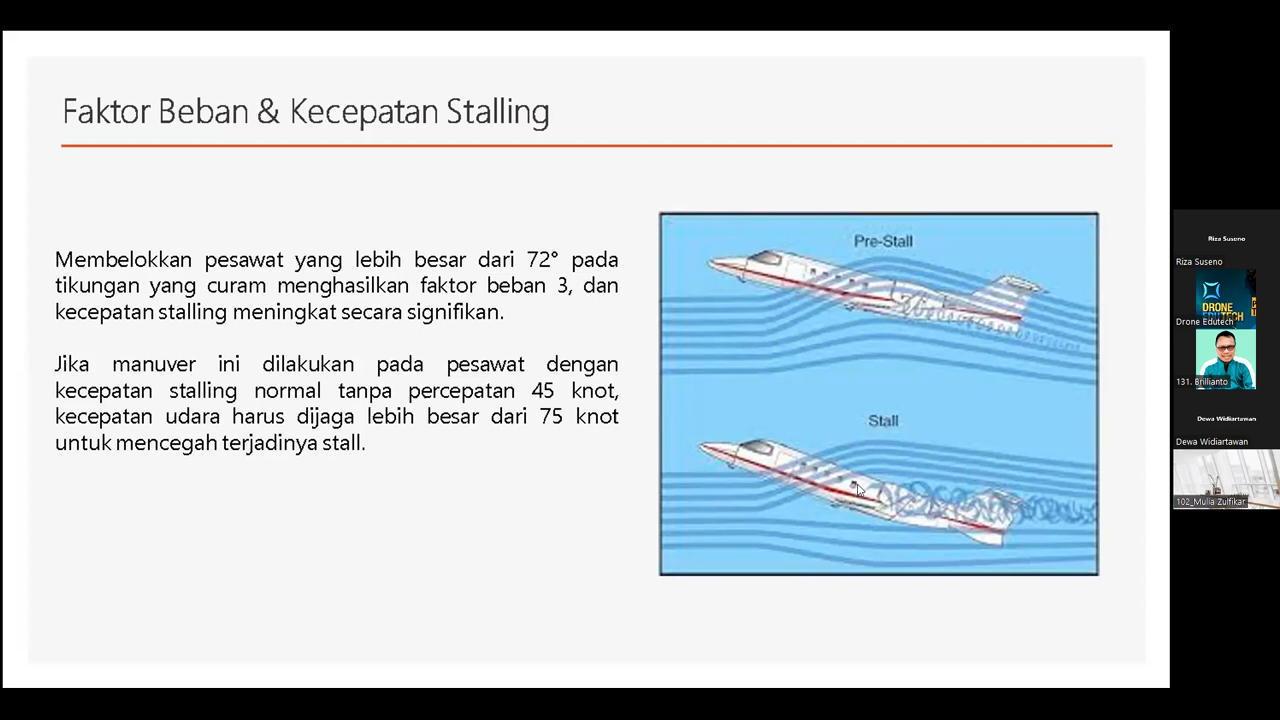 Faktor Beban & Kecepatan Stalling
Membelokkan pesawat yang lebih besar dari 72° pada
tikungan yang curam menghasilkan faktor beban 3, dan
kecepatan stalling meningkat secara signifikan.
Jika manuver ini dilakukan pada pesawat dengan
kecepatan stalling normal tanpa percepatan 45 knot,
kecepatan udara harus dijaga lebih besar dari 75 knot
untuk mencegah terjadinya stall.
Pre-Stall
Stall
Riza Suseno
Riza Suseno
DRONE
EDUTECH
Drone Edutech
131. Brilianto
Dewa Widiartawan
Dewa Widiartawan
102_Mulia Zulfikar